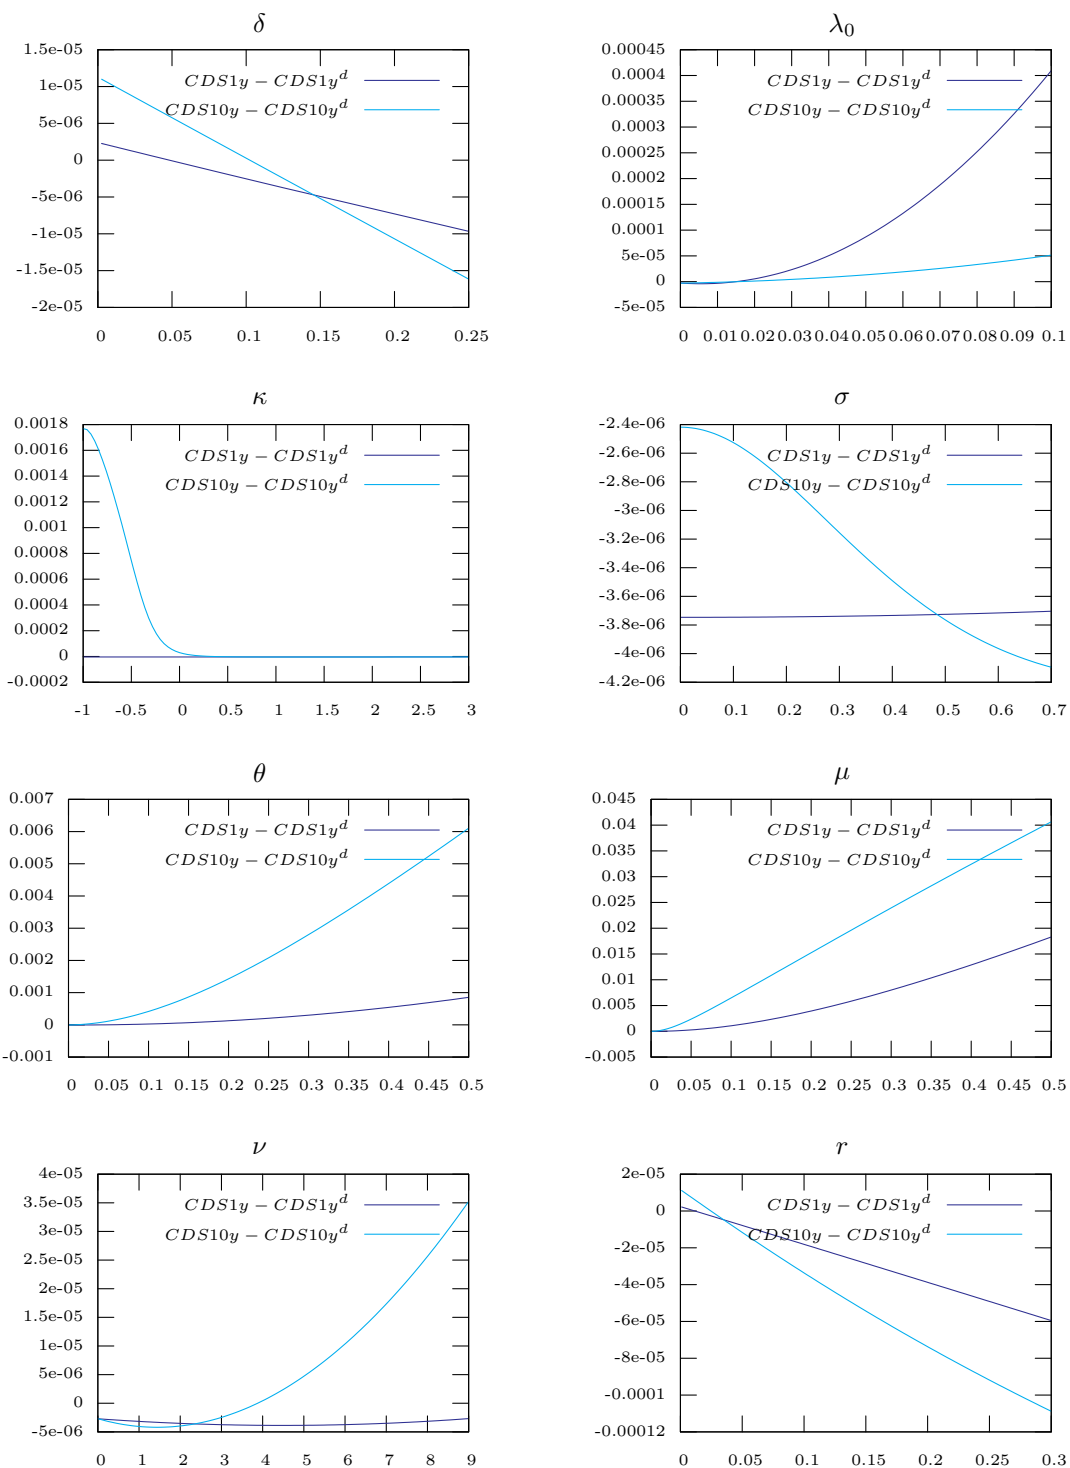 δ
1.5e-05
1e-05
5e-06
0
-5e-06
-1e-05
-1.5e-05
-2e-05
CDS1y − CDS1y^d
CDS10y − CDS10y^d
0 0.05 0.1 0.15 0.2 0.25
λ₀
0.00045
0.0004
0.00035
0.0003
0.00025
0.0002
0.00015
0.0001
5e-05
0
-5e-05
CDS1y − CDS1y^d
CDS10y − CDS10y^d
0 0.01 0.02 0.03 0.04 0.05 0.06 0.07 0.08 0.09 0.1
κ
0.0018
0.0016
0.0014
0.0012
0.001
0.0008
0.0006
0.0004
0.0002
0
-0.0002
CDS1y − CDS1y^d
CDS10y − CDS10y^d
-1 -0.5 0 0.5 1 1.5 2 2.5 3
σ
-2.4e-06
-2.6e-06
-2.8e-06
-3e-06
-3.2e-06
-3.4e-06
-3.6e-06
-3.8e-06
-4e-06
-4.2e-06
CDS1y − CDS1y^d
CDS10y − CDS10y^d
0 0.1 0.2 0.3 0.4 0.5 0.6 0.7
θ
0.007
0.006
0.005
0.004
0.003
0.002
0.001
0
-0.001
CDS1y − CDS1y^d
CDS10y − CDS10y^d
0 0.05 0.1 0.15 0.2 0.25 0.3 0.35 0.4 0.45 0.5
μ
0.045
0.04
0.035
0.03
0.025
0.02
0.015
0.01
0.005
0
-0.005
CDS1y − CDS1y^d
CDS10y − CDS10y^d
0 0.05 0.1 0.15 0.2 0.25 0.3 0.35 0.4 0.45 0.5
ν
4e-05
3.5e-05
3e-05
2.5e-05
2e-05
1.5e-05
1e-05
5e-06
0
-5e-06
CDS1y − CDS1y^d
CDS10y − CDS10y^d
0 1 2 3 4 5 6 7 8 9
r
2e-05
0
-2e-05
-4e-05
-6e-05
-8e-05
-0.0001
-0.00012
CDS1y − CDS1y^d
CDS10y − CDS10y^d
0 0.05 0.1 0.15 0.2 0.25 0.3